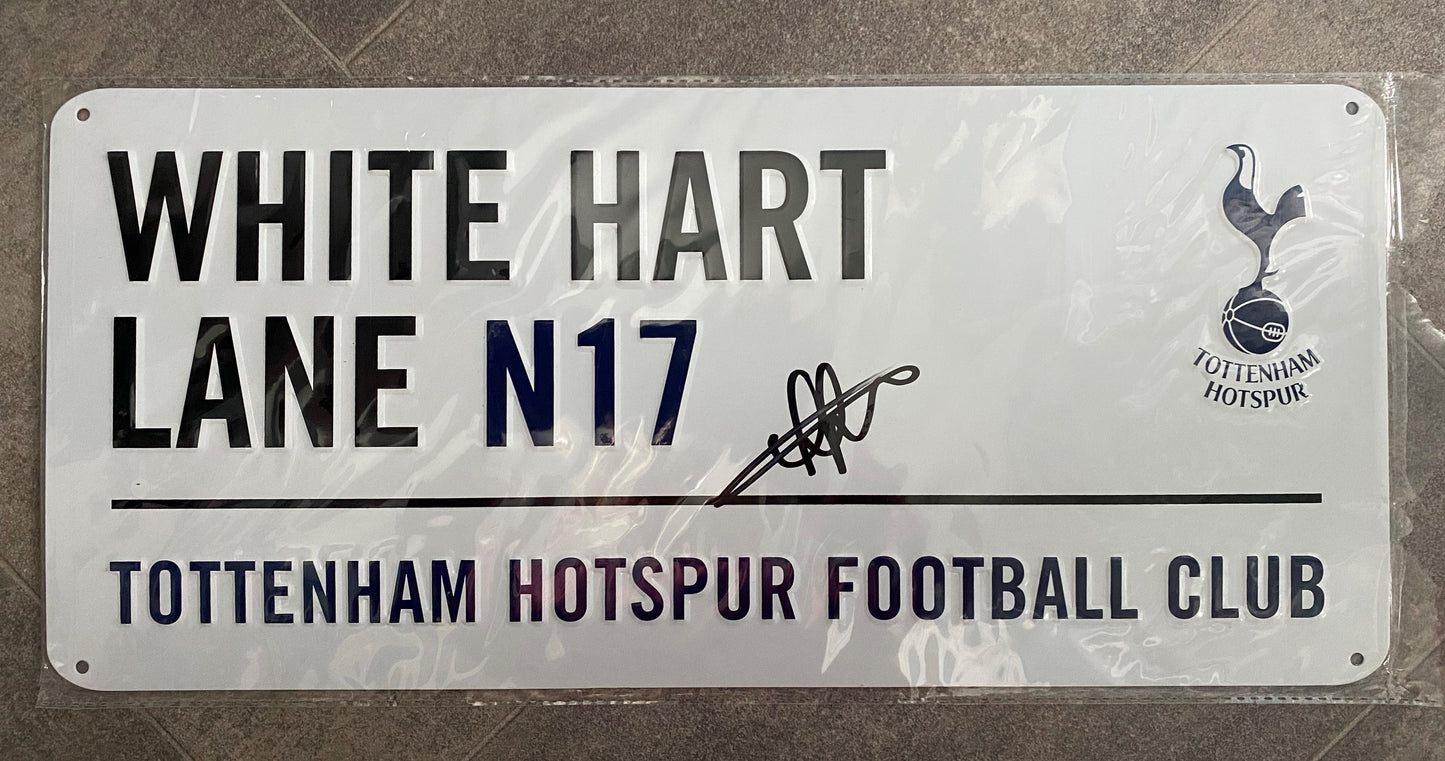 WHITE HART
LANE N17
TOTTENHAM
HOTSPUR
TOTTENHAM HOTSPUR FOOTBALL CLUB